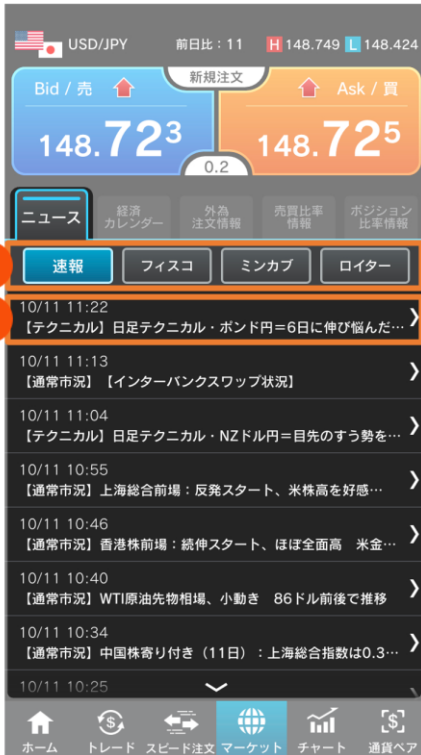 USD/JPY 前日比：11 H 148.749 L 148.424
Bid / 売 新規注文 Ask / 買
148.723 0.2 148.725
ニュース 経済カレンダー 外為注文情報 売買比率情報 ポジション比率情報
速報 フィスコ ミンカブ ロイター
10/11 11:22
【テクニカル】日足テクニカル・ポンド円＝6日に伸び悩んだ…
10/11 11:13
【通常市況】【インターバンクスワップ状況】
10/11 11:04
【テクニカル】日足テクニカル・NZドル円＝目先のすう勢を…
10/11 10:55
【通常市況】上海総合前場：反発スタート、米株高を好感…
10/11 10:46
【通常市況】香港株前場：続伸スタート、ほぼ全面高　米金…
10/11 10:40
【通常市況】WTI原油先物相場、小動き　86ドル前後で推移
10/11 10:34
【通常市況】中国株寄り付き（11日）：上海総合指数は0.3…
10/11 10:25
ホーム トレード スピード注文 マーケット チャート 通貨ペア